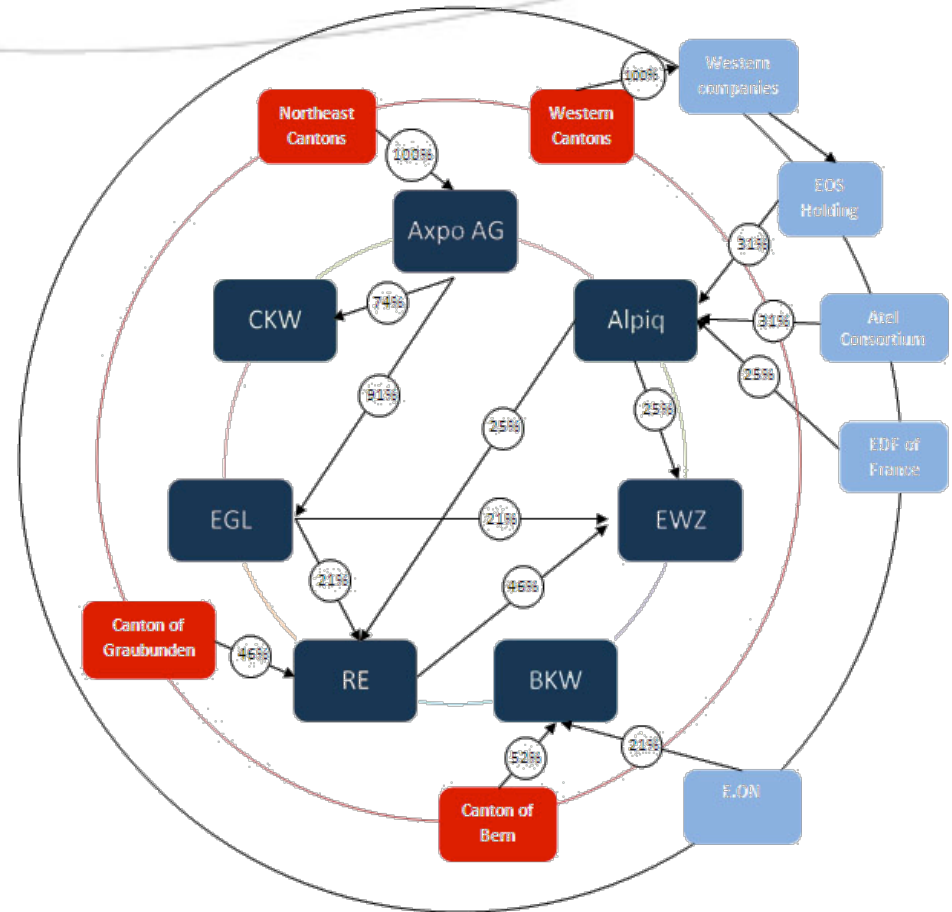 Western
companies
100%
Northeast
Cantons
Western
Cantons
100%
EOS
Holding
Axpo AG
31%
CKW
74%
Alpiq
31%
Atel
Consortium
25%
91%
25%
25%
EDF of
France
EGL
21%
EWZ
21%
46%
Canton of
Graubunden
46%
RE
BKW
52%
21%
E.ON
Canton of
Bern